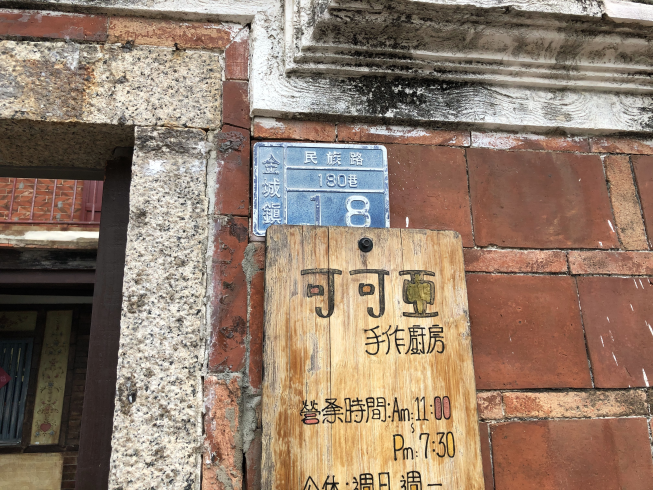 金城鎮
民族路
130巷
18
可可亞
手作廚房
營業時間:Am:11:00
~
Pm:7:30
公休:週日週一